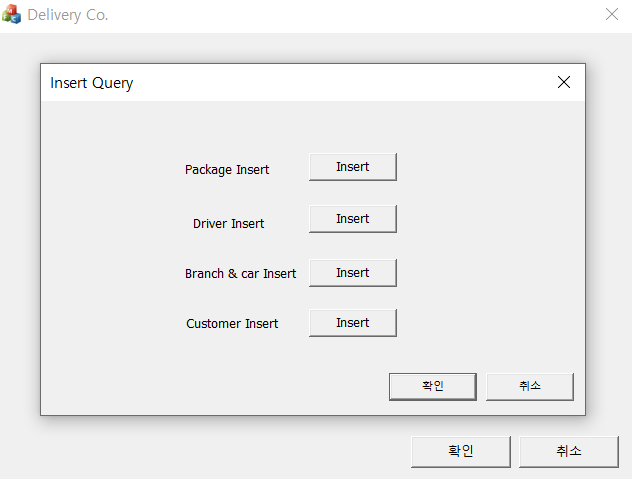 Delivery Co.
Insert Query
Package Insert Insert
Driver Insert Insert
Branch & car Insert Insert
Customer Insert Insert
확인 취소
확인 취소